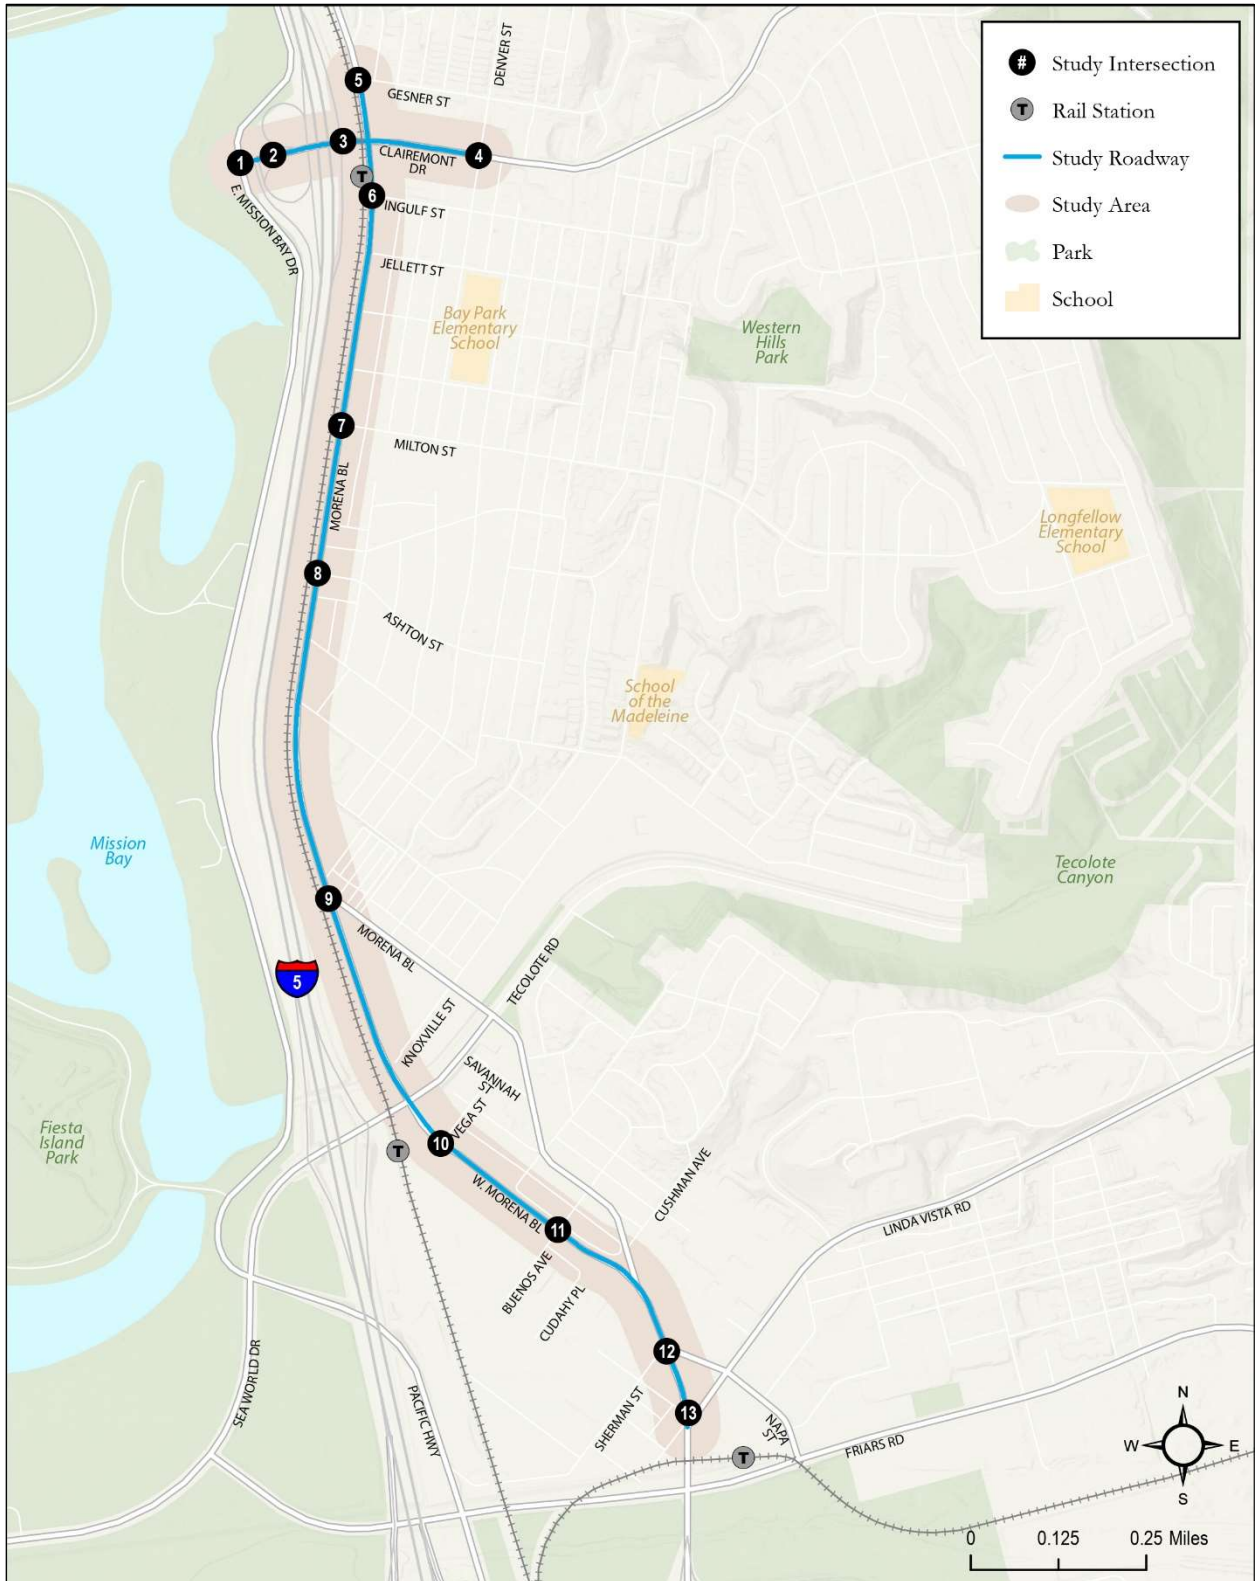 5
GESNER ST
DENVER ST
3
CLAIREMONT
DR
4
1
2
T
6
INGULF ST
E. MISSION BAY DR
JELLETT ST
Bay Park
Elementary
School
Western
Hills
Park
#
Study Intersection
T
Rail Station
Study Roadway
Study Area
Park
School
7
MILTON ST
MORENA BL
Longfellow
Elementary
School
8
ASHTON ST
School
of the
Madeleine
Mission
Bay
Tecolote
Canyon
9
MORENA BL
5
TECOLOTE RD
KNOXVILLE ST
SAVANNAH
ST
VEGA ST
Fiesta
Island
Park
10
T
W. MORENA BL
CUSHMAN AVE
LINDA VISTA RD
11
BUENOS AVE
CUDAHY PL
12
SEA WORLD DR
PACIFIC HWY
SHERMAN ST
13
NAPA
ST
FRIARS RD
T
N
W
E
S
0
0.125
0.25 Miles